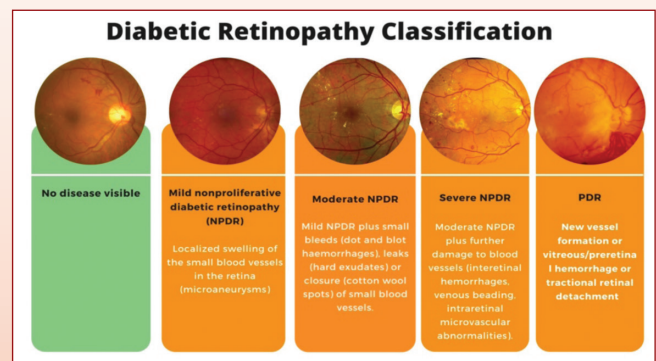 Diabetic Retinopathy Classification
No disease visible
Mild nonproliferative
diabetic retinopathy
(NPDR)
Localized swelling of
the small blood vessels
in the retina
(microaneurysms)
Moderate NPDR
Mild NPDR plus small
bleeds (dot and blot
haemorrhages), leaks
(hard exudates) or
closure (cotton wool
spots) of small blood
vessels.
Severe NPDR
Moderate NPDR
plus further
damage to blood
vessels (interetinal
hemorrhages,
venous beading,
intraretinal
microvascular
abnormalities).
PDR
New vessel
formation or
vitreous/preretina
l hemorrhage or
tractional retinal
detachment